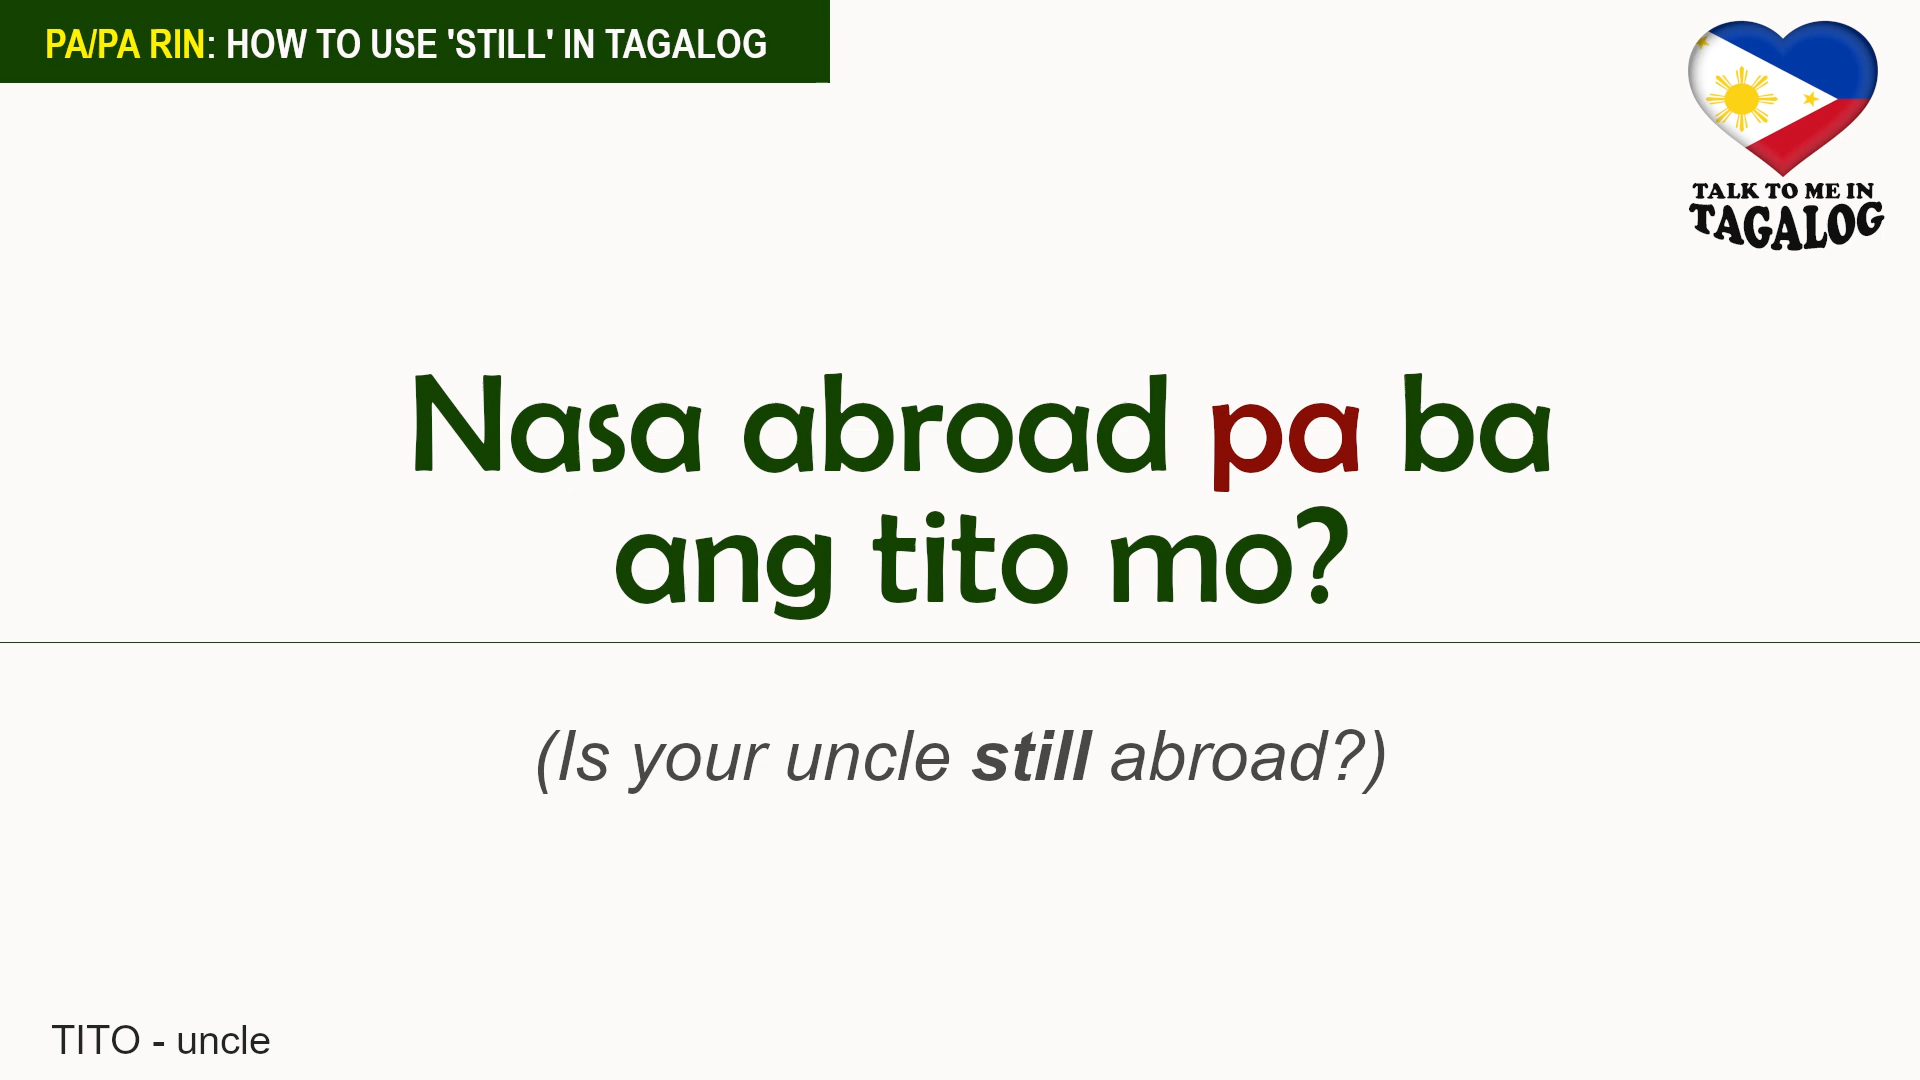 PA/PA RIN: HOW TO USE 'STILL' IN TAGALOG
TALK TO ME IN
TAGALOG
Nasa abroad pa ba
ang tito mo?
(Is your uncle still abroad?)
TITO - uncle